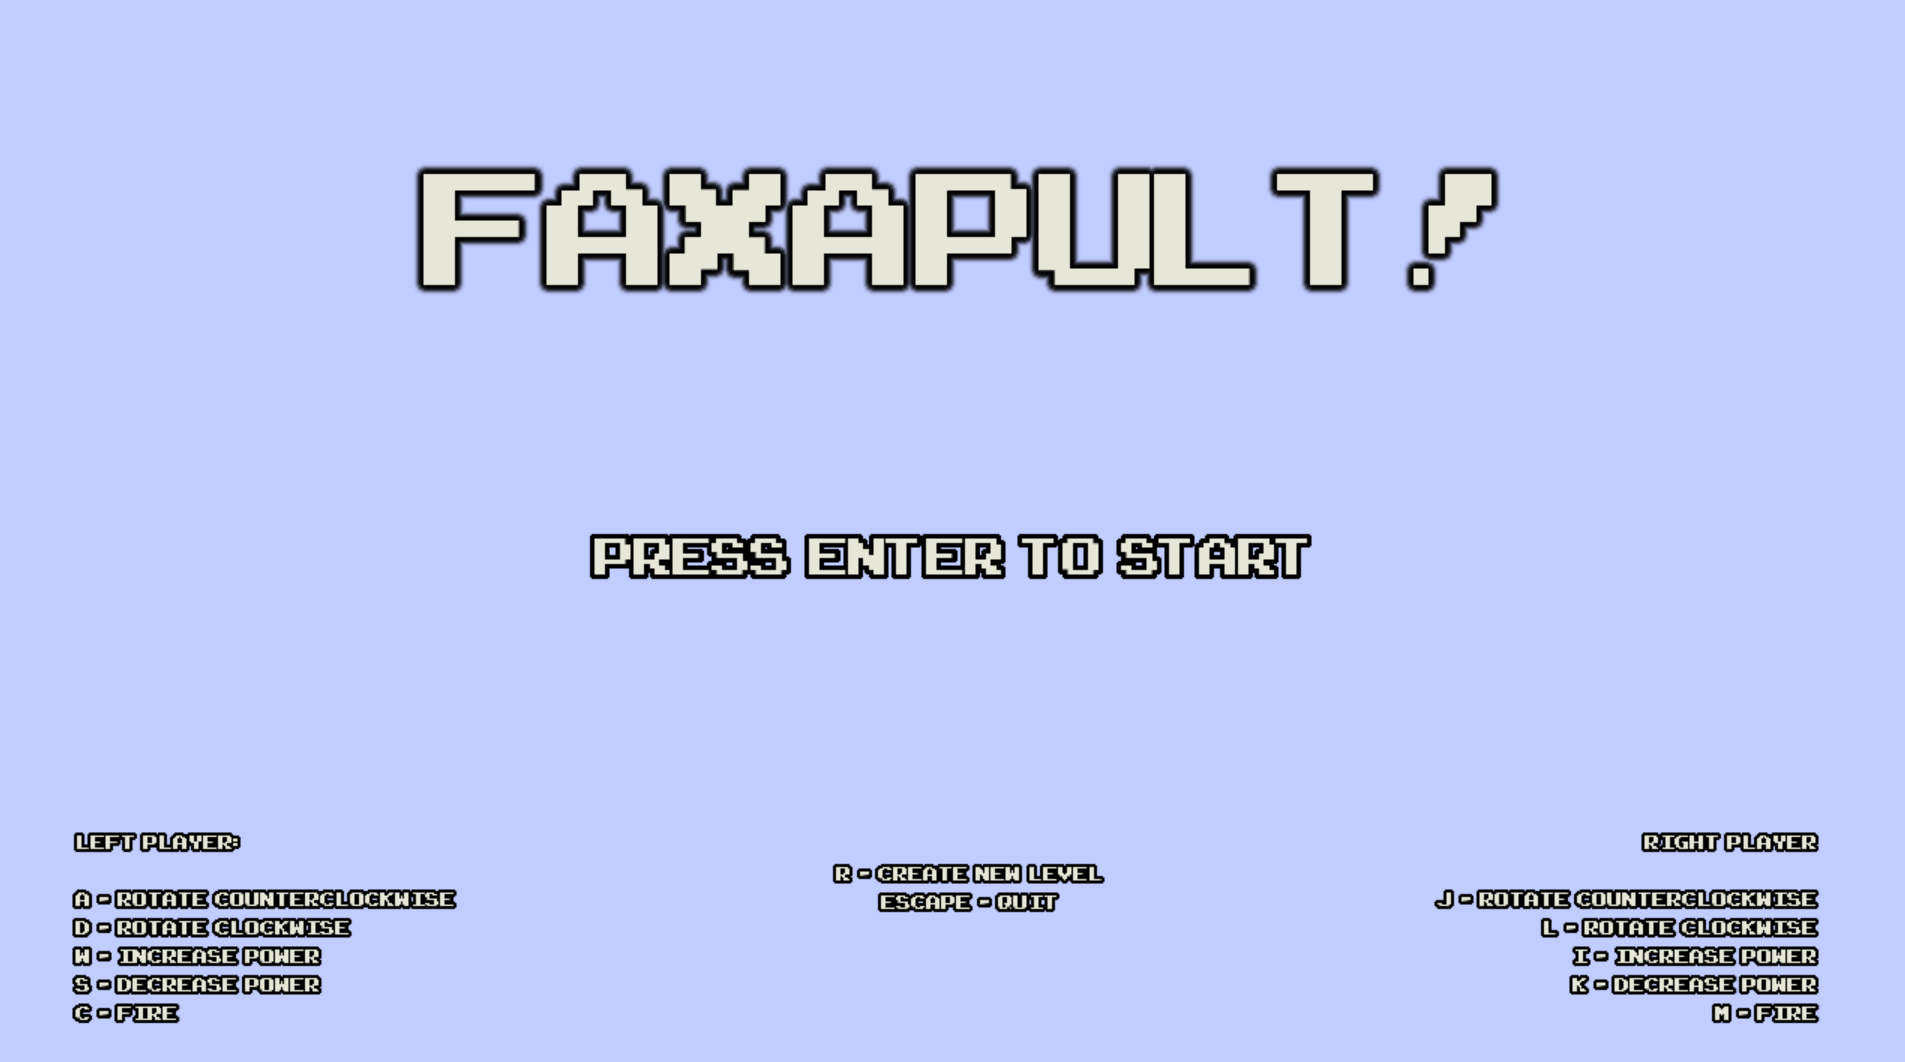 FAXAPULT!
PRESS ENTER TO START
LEFT PLAYER:
A - ROTATE COUNTERCLOCKWISE
D - ROTATE CLOCKWISE
W - INCREASE POWER
S - DECREASE POWER
C - FIRE
R - CREATE NEW LEVEL
ESCAPE - QUIT
RIGHT PLAYER
J - ROTATE COUNTERCLOCKWISE
L - ROTATE CLOCKWISE
I - INCREASE POWER
K - DECREASE POWER
M - FIRE